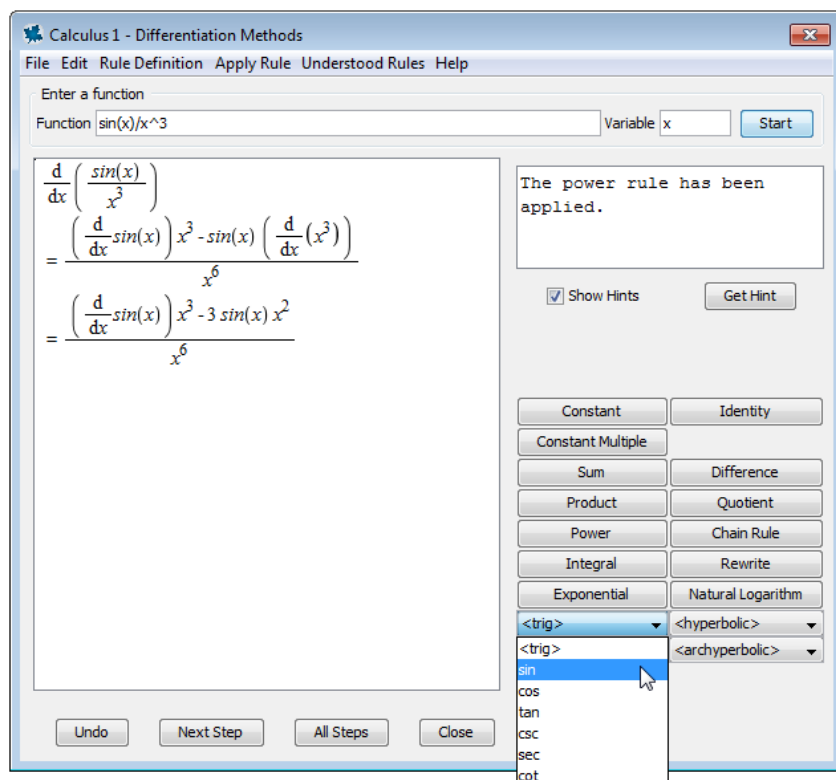 Calculus 1 - Differentiation Methods
File Edit Rule Definition Apply Rule Understood Rules Help
Enter a function
Function sin(x)/x^3 Variable x Start
d/dx ( sin(x) / x^3 )
= ( ( d/dx sin(x) ) x^3 - sin(x) ( d/dx (x^3) ) ) / x^6
= ( ( d/dx sin(x) ) x^3 - 3 sin(x) x^2 ) / x^6
The power rule has been
applied.
Show Hints Get Hint
Constant Identity
Constant Multiple
Sum Difference
Product Quotient
Power Chain Rule
Integral Rewrite
Exponential Natural Logarithm
<trig> <hyperbolic>
<trig> <archyperbolic>
sin
cos
tan
csc
sec
cot
Undo Next Step All Steps Close